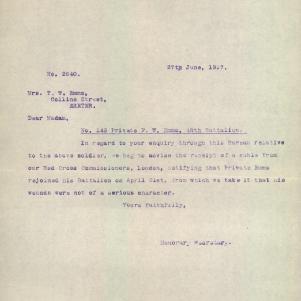 27th June, 1917.
No. 2640.
Mrs. T. W. Emms,
Collins Street,
EXETER.
Dear Madam,
No. 143 Private F. W. Emms, 48th Battalion.
In regard to your enquiry through this Bureau relative
to the above soldier, we beg to advise the receipt of a cable from
our Red Cross Commissioners, London, notifying that Private Emms
rejoined his Battalion on April 21st, from which we take it that his
wounds were not of a serious character.
Yours faithfully,
Honorary Secretary.